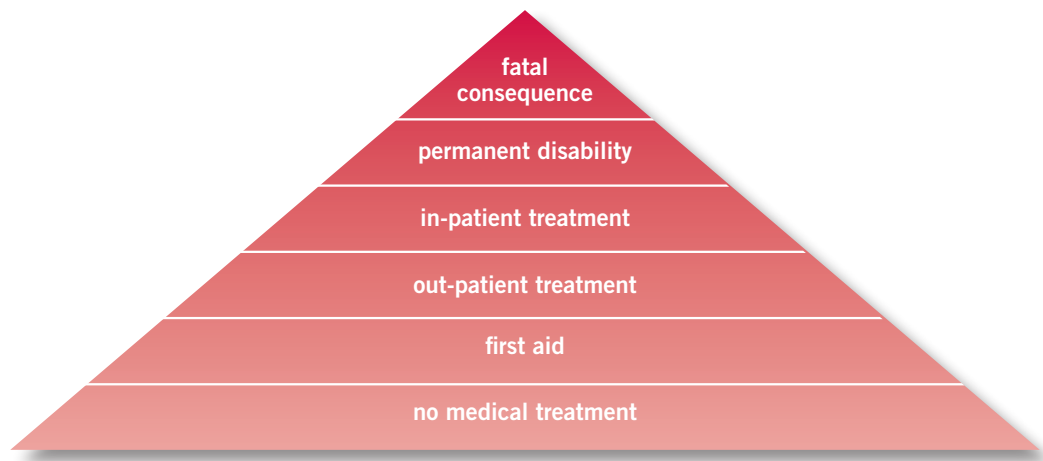 fatal
consequence
permanent disability
in-patient treatment
out-patient treatment
first aid
no medical treatment